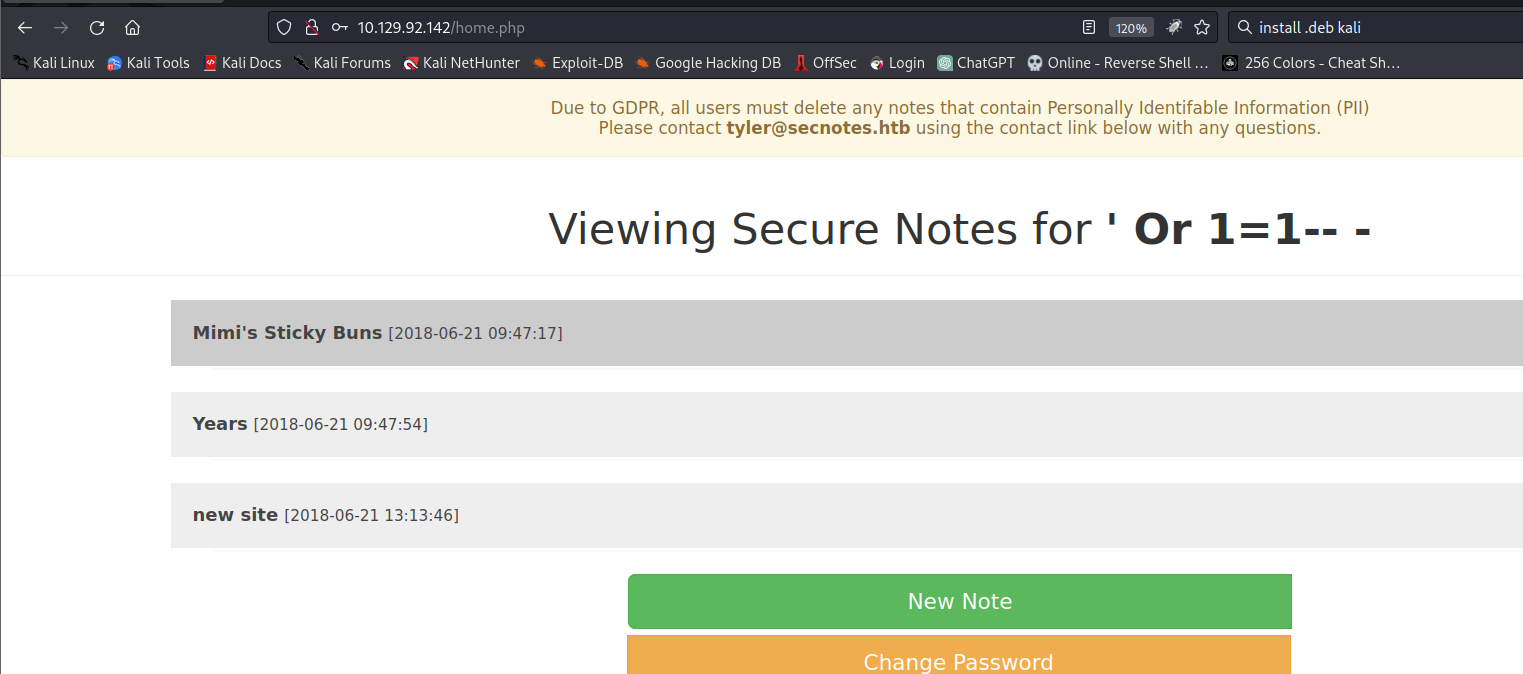 10.129.92.142/home.php 120% install .deb kali
Kali Linux Kali Tools Kali Docs Kali Forums Kali NetHunter Exploit-DB Google Hacking DB OffSec Login ChatGPT Online - Reverse Shell … 256 Colors - Cheat Sh…
Due to GDPR, all users must delete any notes that contain Personally Identifable Information (PII)
Please contact tyler@secnotes.htb using the contact link below with any questions.
Viewing Secure Notes for ' Or 1=1-- -
Mimi's Sticky Buns [2018-06-21 09:47:17]
Years [2018-06-21 09:47:54]
new site [2018-06-21 13:13:46]
New Note
Change Password